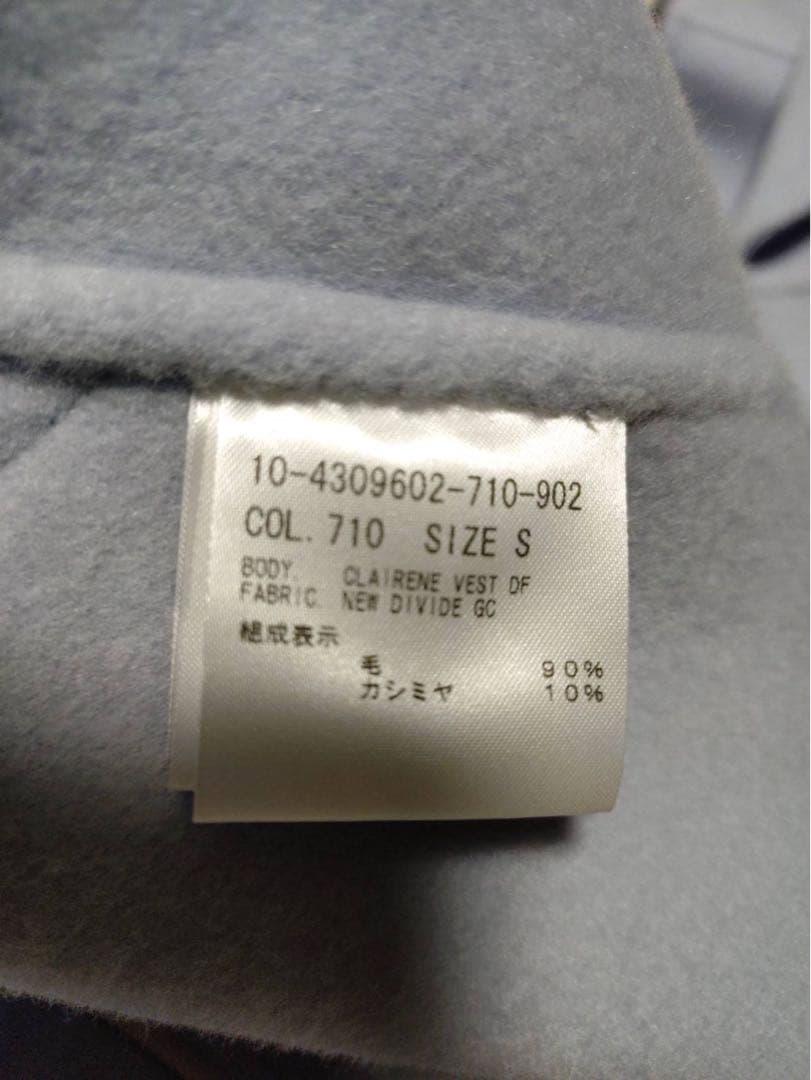 10-4309602-710-902
COL. 710 SIZE S
BODY. CLAIRENE VEST DF
FABRIC. NEW DIVIDE GC
組成表示
毛 90%
カシミヤ 10%